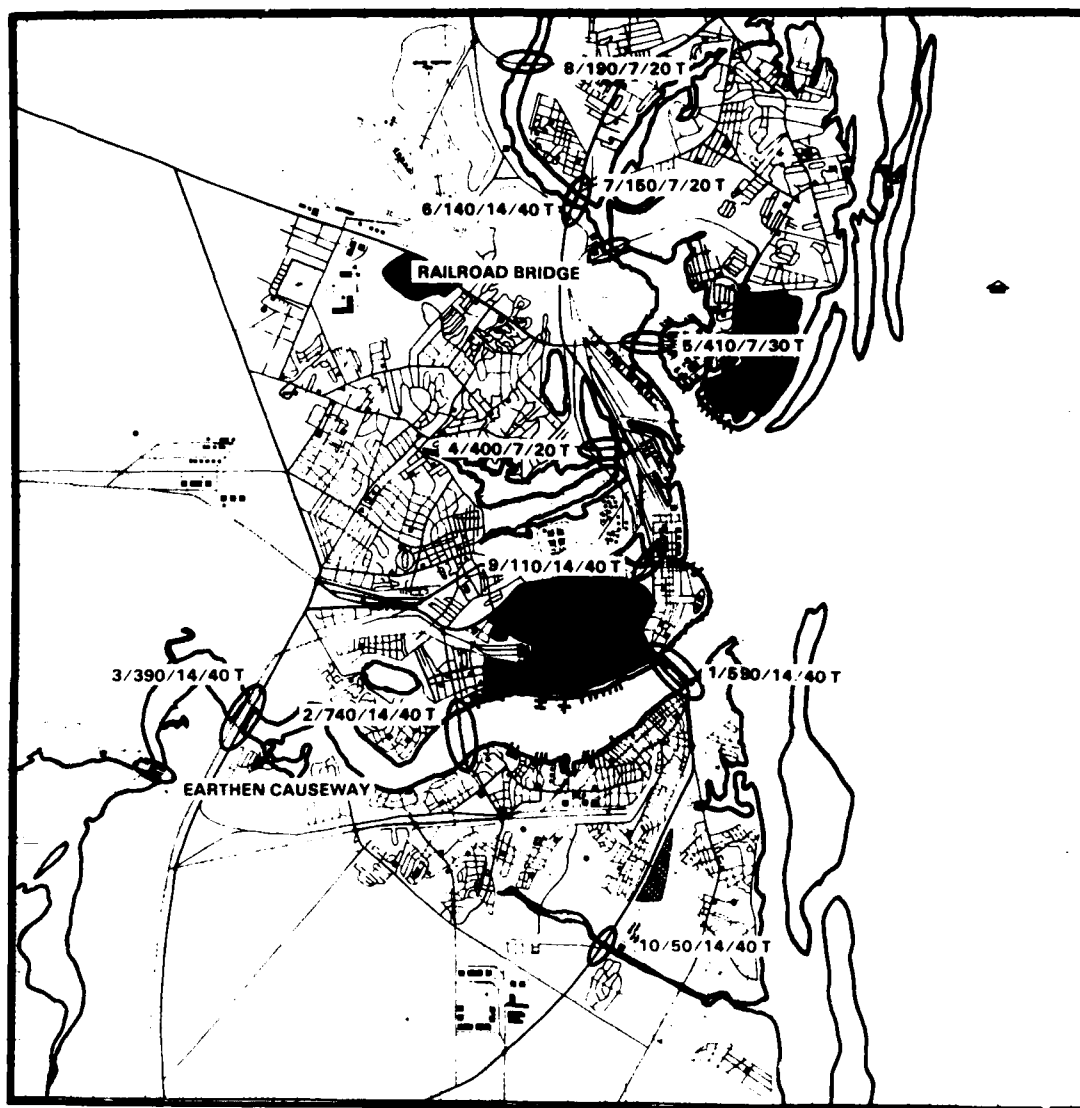 8/190/7/20 T
7/150/7/20 T
6/140/14/40 T
RAILROAD BRIDGE
5/410/7/30 T
4/400/7/20 T
9/110/14/40 T
3/390/14/40 T
1/590/14/40 T
2/740/14/40 T
EARTHEN CAUSEWAY
10/50/14/40 T